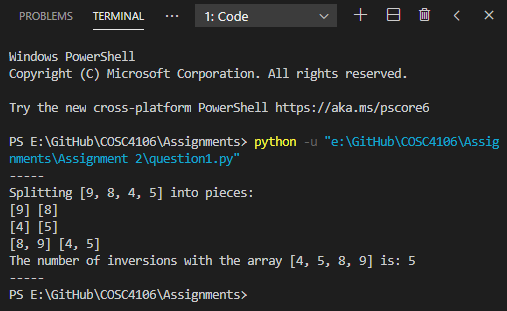 PROBLEMS TERMINAL ... 1: Code
Windows PowerShell
Copyright (C) Microsoft Corporation. All rights reserved.
Try the new cross-platform PowerShell https://aka.ms/pscore6
PS E:\GitHub\COSC4106\Assignments> python -u "e:\GitHub\COSC4106\Assig
nments\Assignment 2\question1.py"
-----
Splitting [9, 8, 4, 5] into pieces:
[9] [8]
[4] [5]
[8, 9] [4, 5]
The number of inversions with the array [4, 5, 8, 9] is: 5
-----
PS E:\GitHub\COSC4106\Assignments>